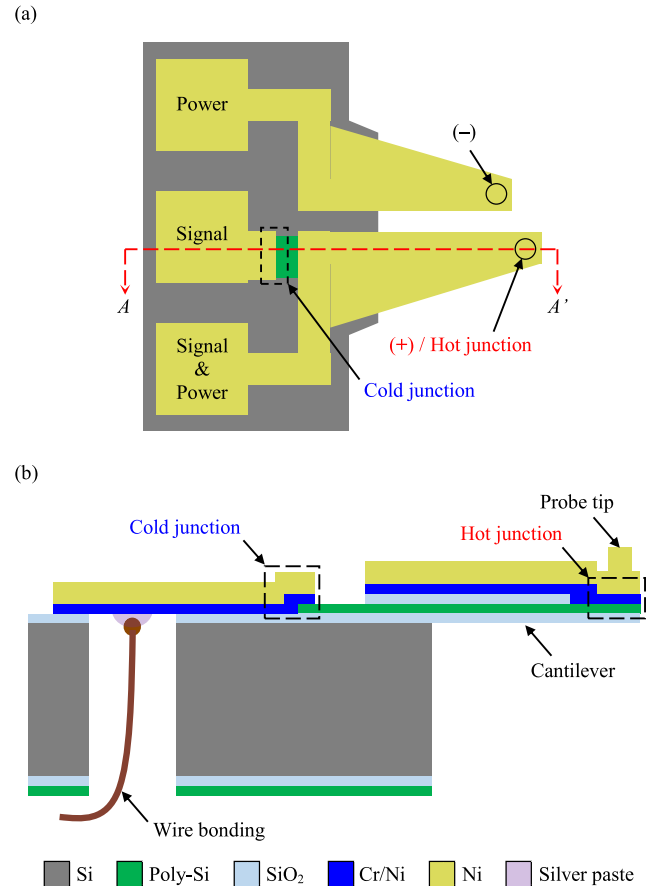 (a)
Power
(−)
Signal
A
A’
(+) / Hot junction
Signal
&
Power
Cold junction
(b)
Probe tip
Cold junction
Hot junction
Cantilever
Wire bonding
Si
Poly-Si
SiO₂
Cr/Ni
Ni
Silver paste